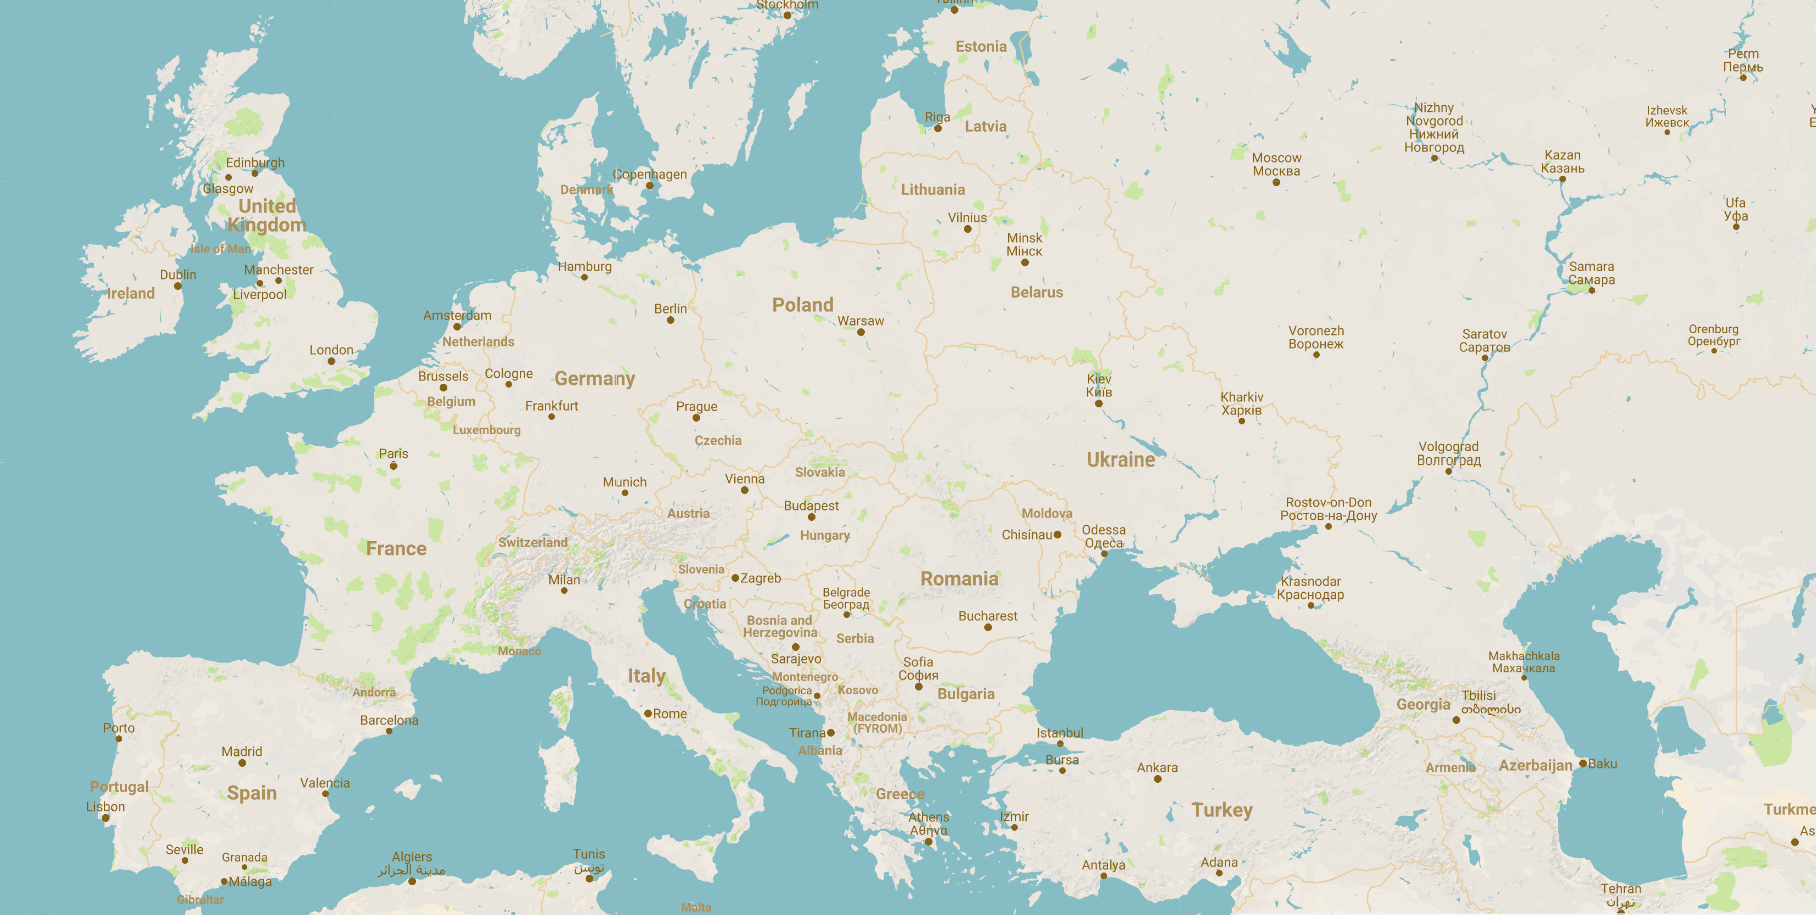 Stockholm
Tallinn
Estonia
Perm
Пермь
Riga
Latvia
Nizhny
Novgorod
Нижний
Новгород
Izhevsk
Ижевск
Edinburgh
Glasgow
Copenhagen
Denmark
Moscow
Москва
Kazan
Казань
United
Kingdom
Lithuania
Vilnius
Ufa
Уфа
Isle of Man
Minsk
Мінск
Dublin
Manchester
Liverpool
Ireland
Hamburg
Belarus
Samara
Самара
Amsterdam
Netherlands
Berlin
Poland
Warsaw
London
Voronezh
Воронеж
Saratov
Саратов
Orenburg
Оренбург
Brussels
Belgium
Cologne
Germany
Kiev
Київ
Frankfurt
Prague
Kharkiv
Харків
Luxembourg
Czechia
Paris
Slovakia
Ukraine
Volgograd
Волгоград
Munich
Vienna
Austria
Budapest
Hungary
Moldova
Chisinau
Odessa
Одеса
Rostov-on-Don
Ростов-на-Дону
France
Switzerland
Milan
Slovenia
Zagreb
Croatia
Romania
Belgrade
Београд
Krasnodar
Краснодар
Bosnia and
Herzegovina
Serbia
Bucharest
Monaco
Sarajevo
Montenegro
Podgorica
Подгорица
Kosovo
Sofia
София
Bulgaria
Makhachkala
Махачкала
Andorra
Italy
Rome
Georgia
Tbilisi
თბილისი
Barcelona
Porto
Macedonia
(FYROM)
Tirana
Albania
Istanbul
Bursa
Madrid
Ankara
Armenia
Azerbaijan
Baku
Portugal
Lisbon
Spain
Valencia
Greece
Athens
Αθήνα
Izmir
Turkey
Turkme
As
Seville
Granada
Málaga
Gibraltar
Algiers
مدينة الجزائر
Tunis
تونس
Malta
Antalya
Adana
Tehran
تهران